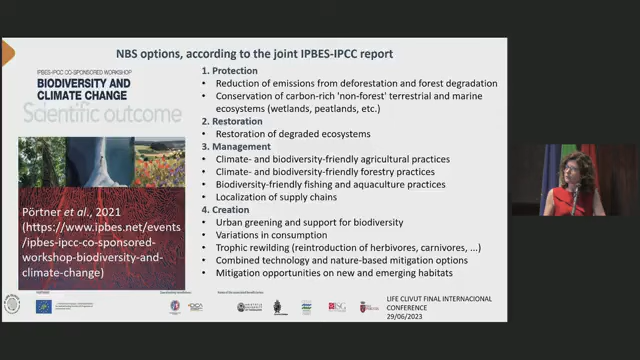 NBS options, according to the joint IPBES-IPCC report
IPBES-IPCC CO-SPONSORED WORKSHOP
BIODIVERSITY AND
CLIMATE CHANGE
Scientific outcome
Pörtner et al., 2021
(https://www.ipbes.net/events
/ipbes-ipcc-co-sponsored-
workshop-biodiversity-and-
climate-change)
1. Protection
• Reduction of emissions from deforestation and forest degradation
• Conservation of carbon-rich 'non-forest' terrestrial and marine
ecosystems (wetlands, peatlands, etc.)
2. Restoration
• Restoration of degraded ecosystems
3. Management
• Climate- and biodiversity-friendly agricultural practices
• Climate- and biodiversity-friendly forestry practices
• Biodiversity-friendly fishing and aquaculture practices
• Localization of supply chains
4. Creation
• Urban greening and support for biodiversity
• Variations in consumption
• Trophic rewilding (reintroduction of herbivores, carnivores, ...)
• Combined technology and nature-based mitigation options
• Mitigation opportunities on new and emerging habitats
LIFE CLIVUT FINAL INTERNACIONAL
CONFERENCE
29/06/2023